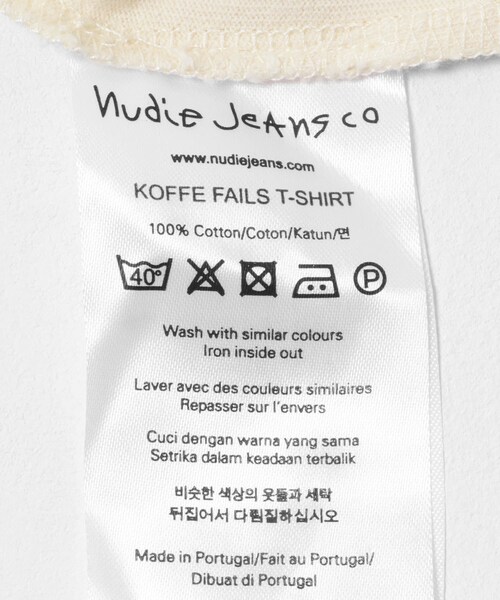 nudie jeans co
www.nudiejeans.com
KOFFE FAILS T-SHIRT
100% Cotton/Coton/Katun/면
40° P
Wash with similar colours
Iron inside out
Laver avec des couleurs similaires
Repasser sur l'envers
Cuci dengan warna yang sama
Setrika dalam keadaan terbalik
비슷한 색상의 옷들과 세탁
뒤집어서 다림질하십시오
Made in Portugal/Fait au Portugal/
Dibuat di Portugal